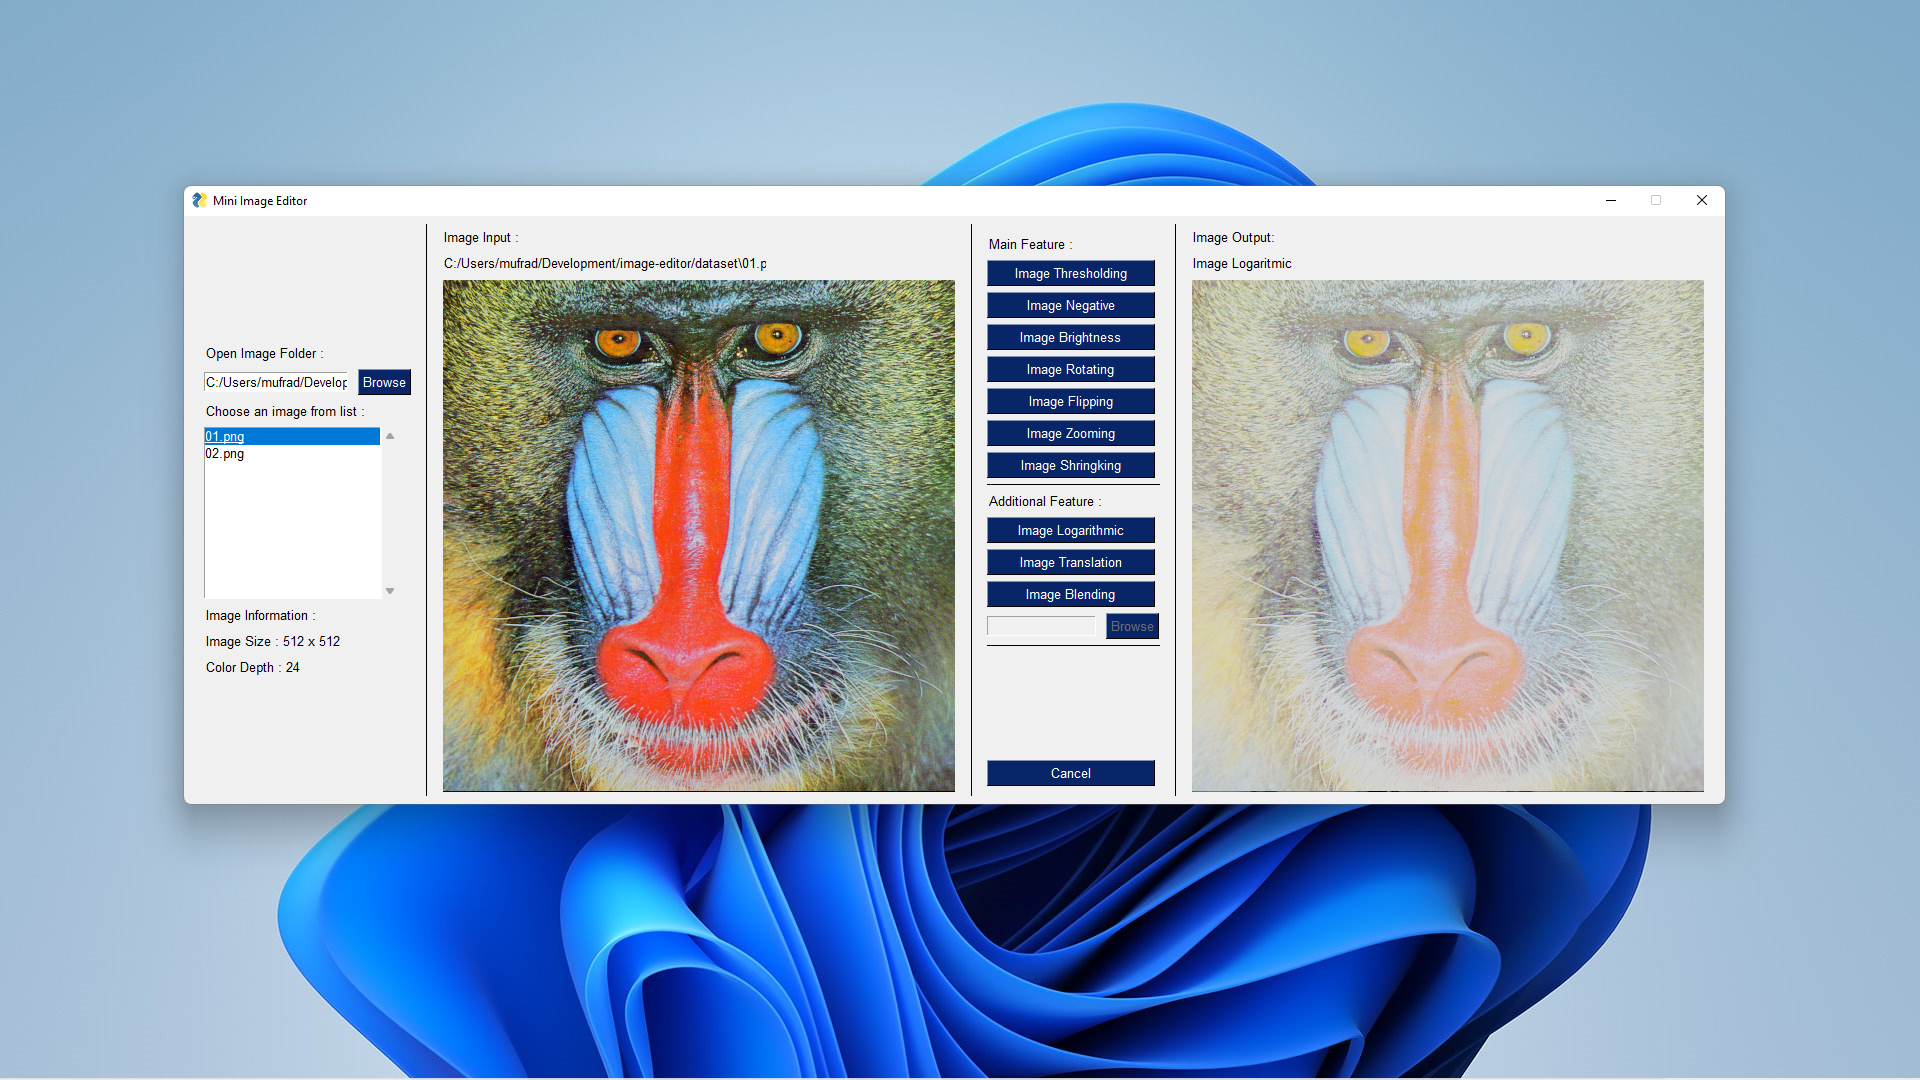 Mini Image Editor
Open Image Folder :
C:/Users/mufrad/Develop
Browse
Choose an image from list :
01.png
02.png
Image Information :
Image Size : 512 x 512
Color Depth : 24
Image Input :
C:/Users/mufrad/Development/image-editor/dataset\01.p
Main Feature :
Image Thresholding
Image Negative
Image Brightness
Image Rotating
Image Flipping
Image Zooming
Image Shringking
Additional Feature :
Image Logarithmic
Image Translation
Image Blending
Browse
Cancel
Image Output:
Image Logaritmic